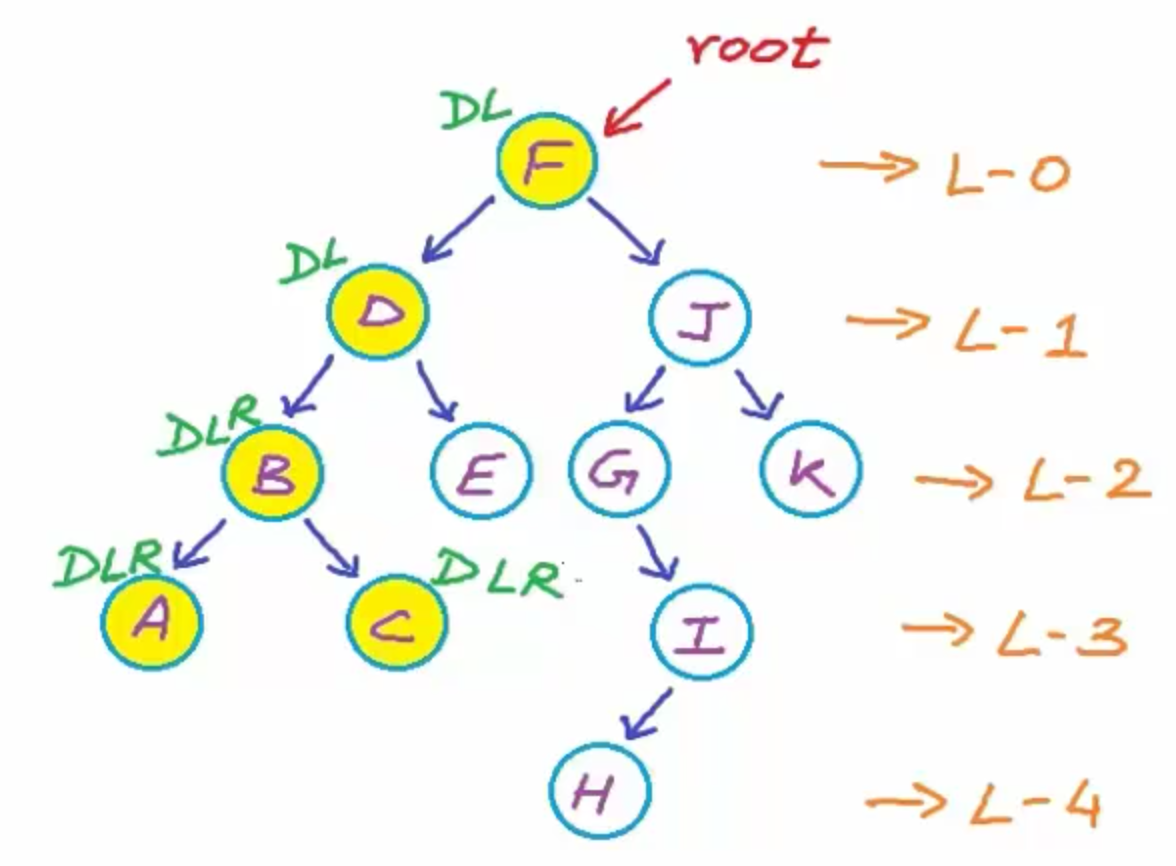 root
DL
F
→ L-0
DL
D
J
→ L-1
DLR
B
E
G
K
→ L-2
DLR
A
C
DLR
I
→ L-3
H
→ L-4